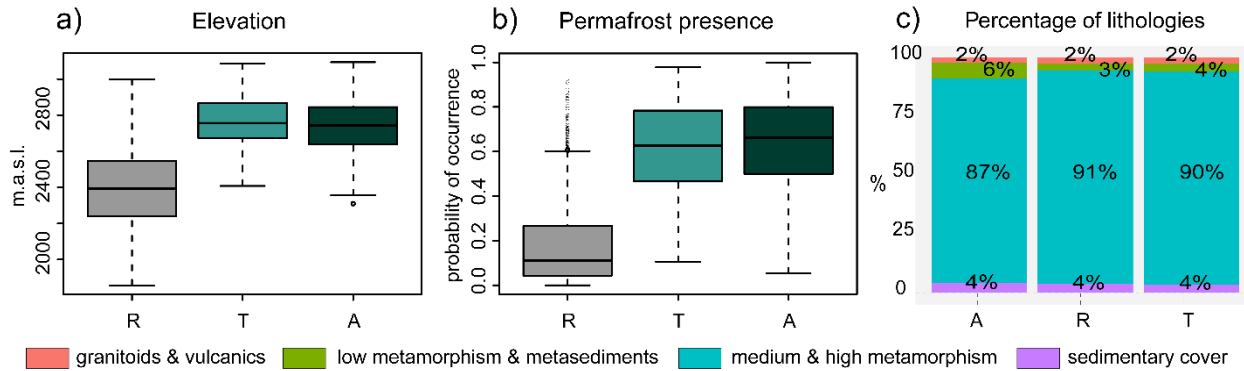 a) Elevation
m.a.s.l.
2800
2400
2000
R T A
b) Permafrost presence
probability of occurrence
1.0
0.8
0.6
0.4
0.2
0.0
R T A
c) Percentage of lithologies
%
100
75
50
25
0
2% 2% 2%
6% 3% 4%
87% 91% 90%
4% 4% 4%
A R T
granitoids & vulcanics low metamorphism & metasediments medium & high metamorphism sedimentary cover